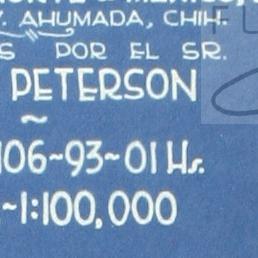 . AHUMADA, CHIH.
S POR EL SR.
PETERSON
~
106~93~01 Hs.
~1:100,000